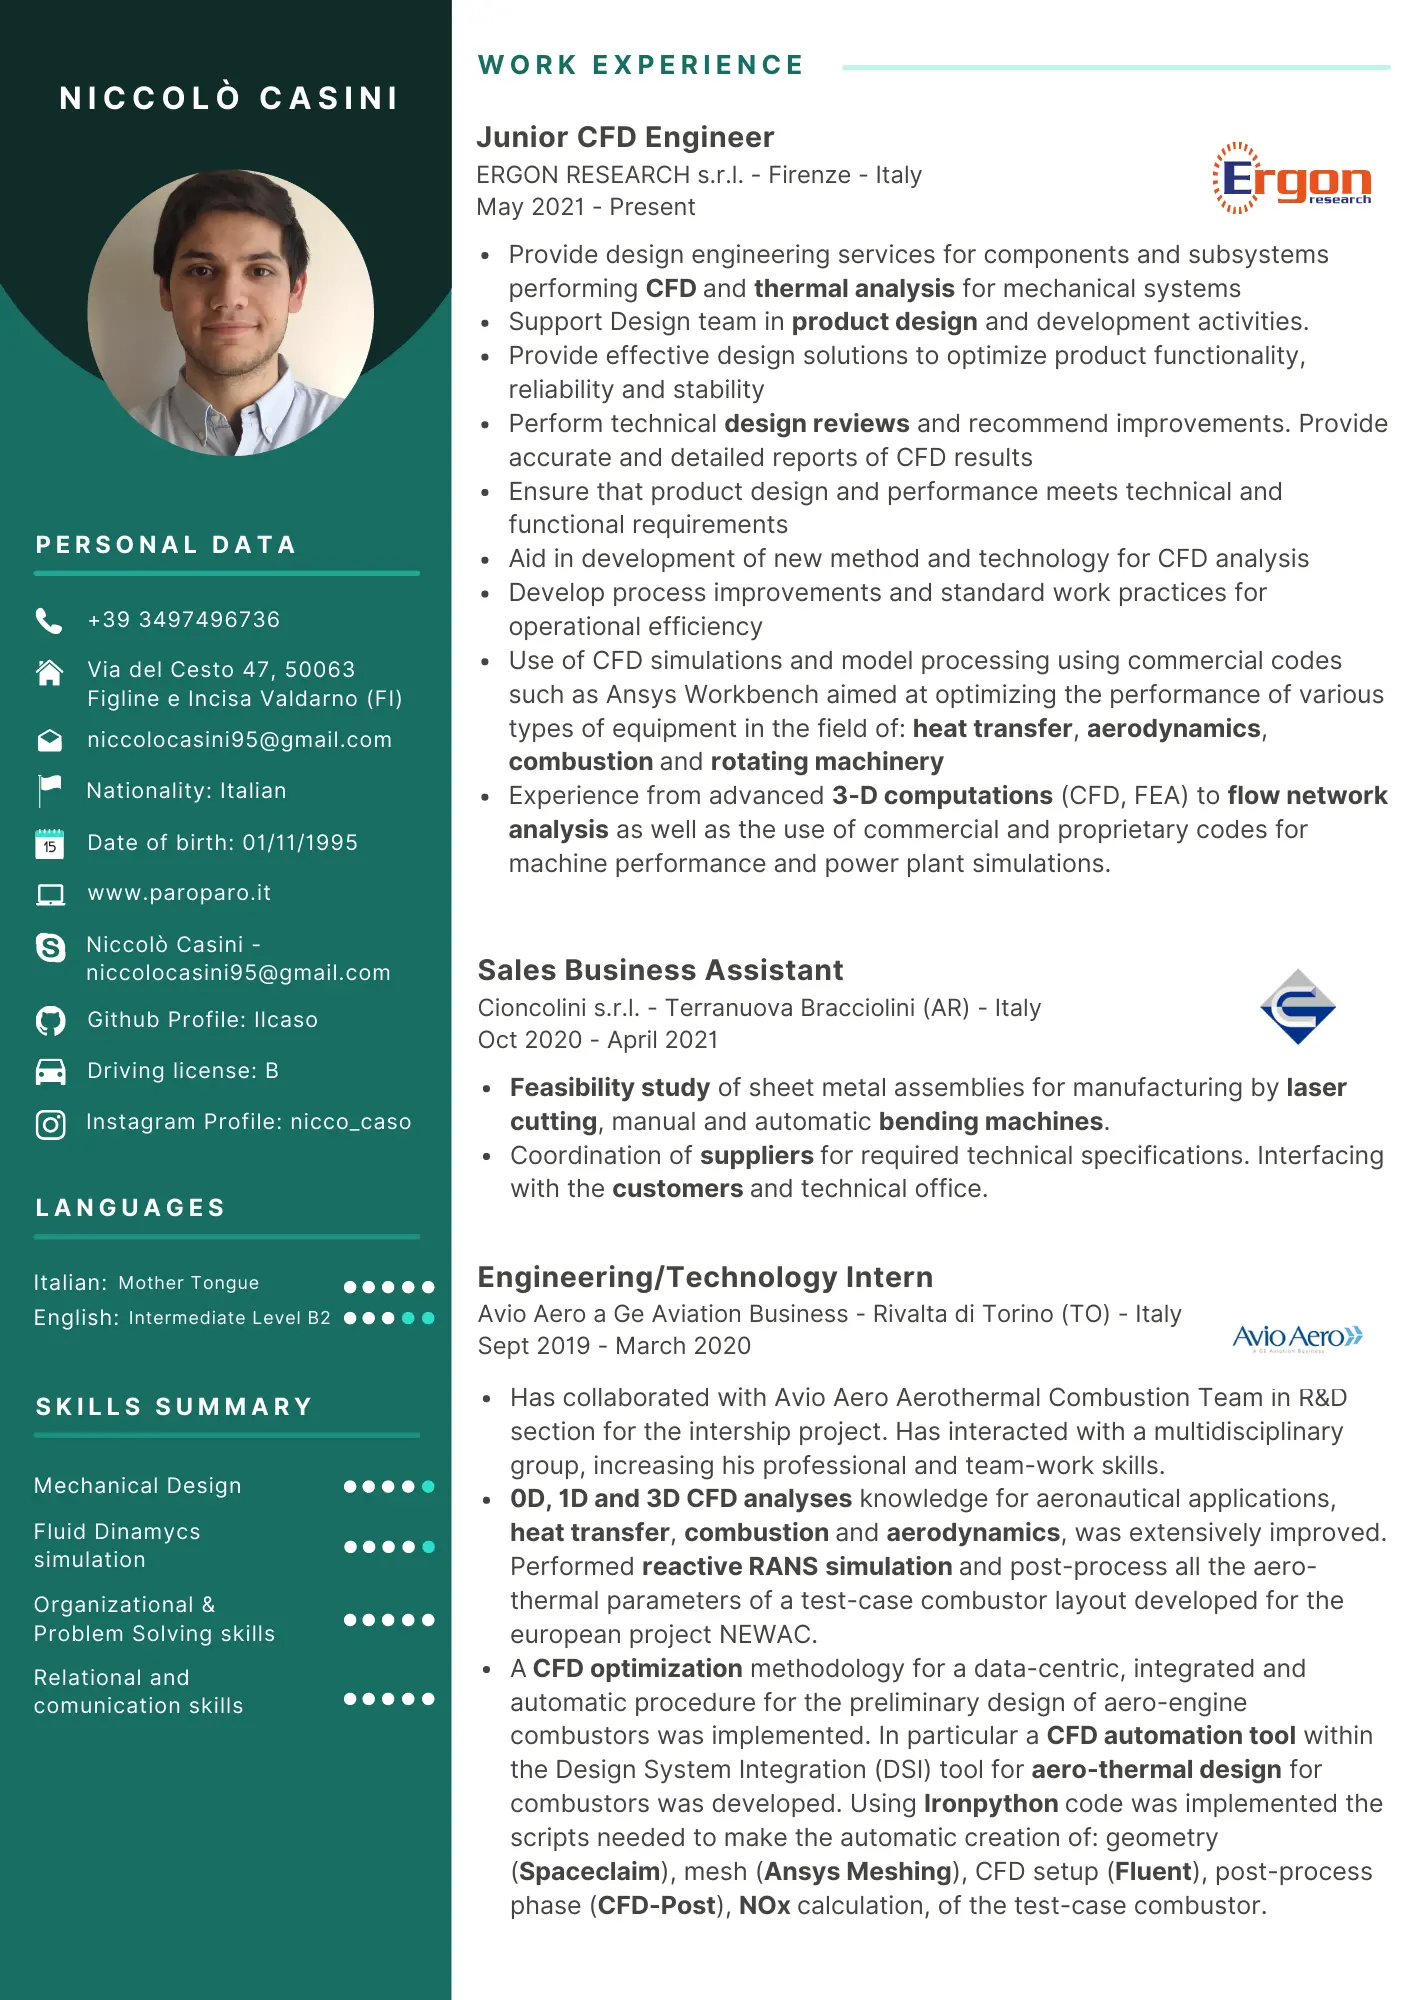 NICCOLÒ CASINI
PERSONAL DATA
+39 3497496736
Via del Cesto 47, 50063
Figline e Incisa Valdarno (FI)
niccolocasini95@gmail.com
Nationality: Italian
15
Date of birth: 01/11/1995
www.paroparo.it
Niccolò Casini -
niccolocasini95@gmail.com
Github Profile: Ilcaso
Driving license: B
Instagram Profile: nicco_caso
LANGUAGES
Italian: Mother Tongue
English: Intermediate Level B2
SKILLS SUMMARY
Mechanical Design
Fluid Dinamycs
simulation
Organizational &
Problem Solving skills
Relational and
comunication skills
WORK EXPERIENCE
Junior CFD Engineer
ERGON RESEARCH s.r.l. - Firenze - Italy
May 2021 - Present
Ergon
research
• Provide design engineering services for components and subsystems
performing CFD and thermal analysis for mechanical systems
• Support Design team in product design and development activities.
• Provide effective design solutions to optimize product functionality,
reliability and stability
• Perform technical design reviews and recommend improvements. Provide
accurate and detailed reports of CFD results
• Ensure that product design and performance meets technical and
functional requirements
• Aid in development of new method and technology for CFD analysis
• Develop process improvements and standard work practices for
operational efficiency
• Use of CFD simulations and model processing using commercial codes
such as Ansys Workbench aimed at optimizing the performance of various
types of equipment in the field of: heat transfer, aerodynamics,
combustion and rotating machinery
• Experience from advanced 3-D computations (CFD, FEA) to flow network
analysis as well as the use of commercial and proprietary codes for
machine performance and power plant simulations.
Sales Business Assistant
Cioncolini s.r.l. - Terranuova Bracciolini (AR) - Italy
Oct 2020 - April 2021
• Feasibility study of sheet metal assemblies for manufacturing by laser
cutting, manual and automatic bending machines.
• Coordination of suppliers for required technical specifications. Interfacing
with the customers and technical office.
Engineering/Technology Intern
Avio Aero a Ge Aviation Business - Rivalta di Torino (TO) - Italy
Sept 2019 - March 2020
Avio Aero
A GE Aviation Business
• Has collaborated with Avio Aero Aerothermal Combustion Team in R&D
section for the intership project. Has interacted with a multidisciplinary
group, increasing his professional and team-work skills.
• 0D, 1D and 3D CFD analyses knowledge for aeronautical applications,
heat transfer, combustion and aerodynamics, was extensively improved.
Performed reactive RANS simulation and post-process all the aero-
thermal parameters of a test-case combustor layout developed for the
european project NEWAC.
• A CFD optimization methodology for a data-centric, integrated and
automatic procedure for the preliminary design of aero-engine
combustors was implemented. In particular a CFD automation tool within
the Design System Integration (DSI) tool for aero-thermal design for
combustors was developed. Using Ironpython code was implemented the
scripts needed to make the automatic creation of: geometry
(Spaceclaim), mesh (Ansys Meshing), CFD setup (Fluent), post-process
phase (CFD-Post), NOx calculation, of the test-case combustor.